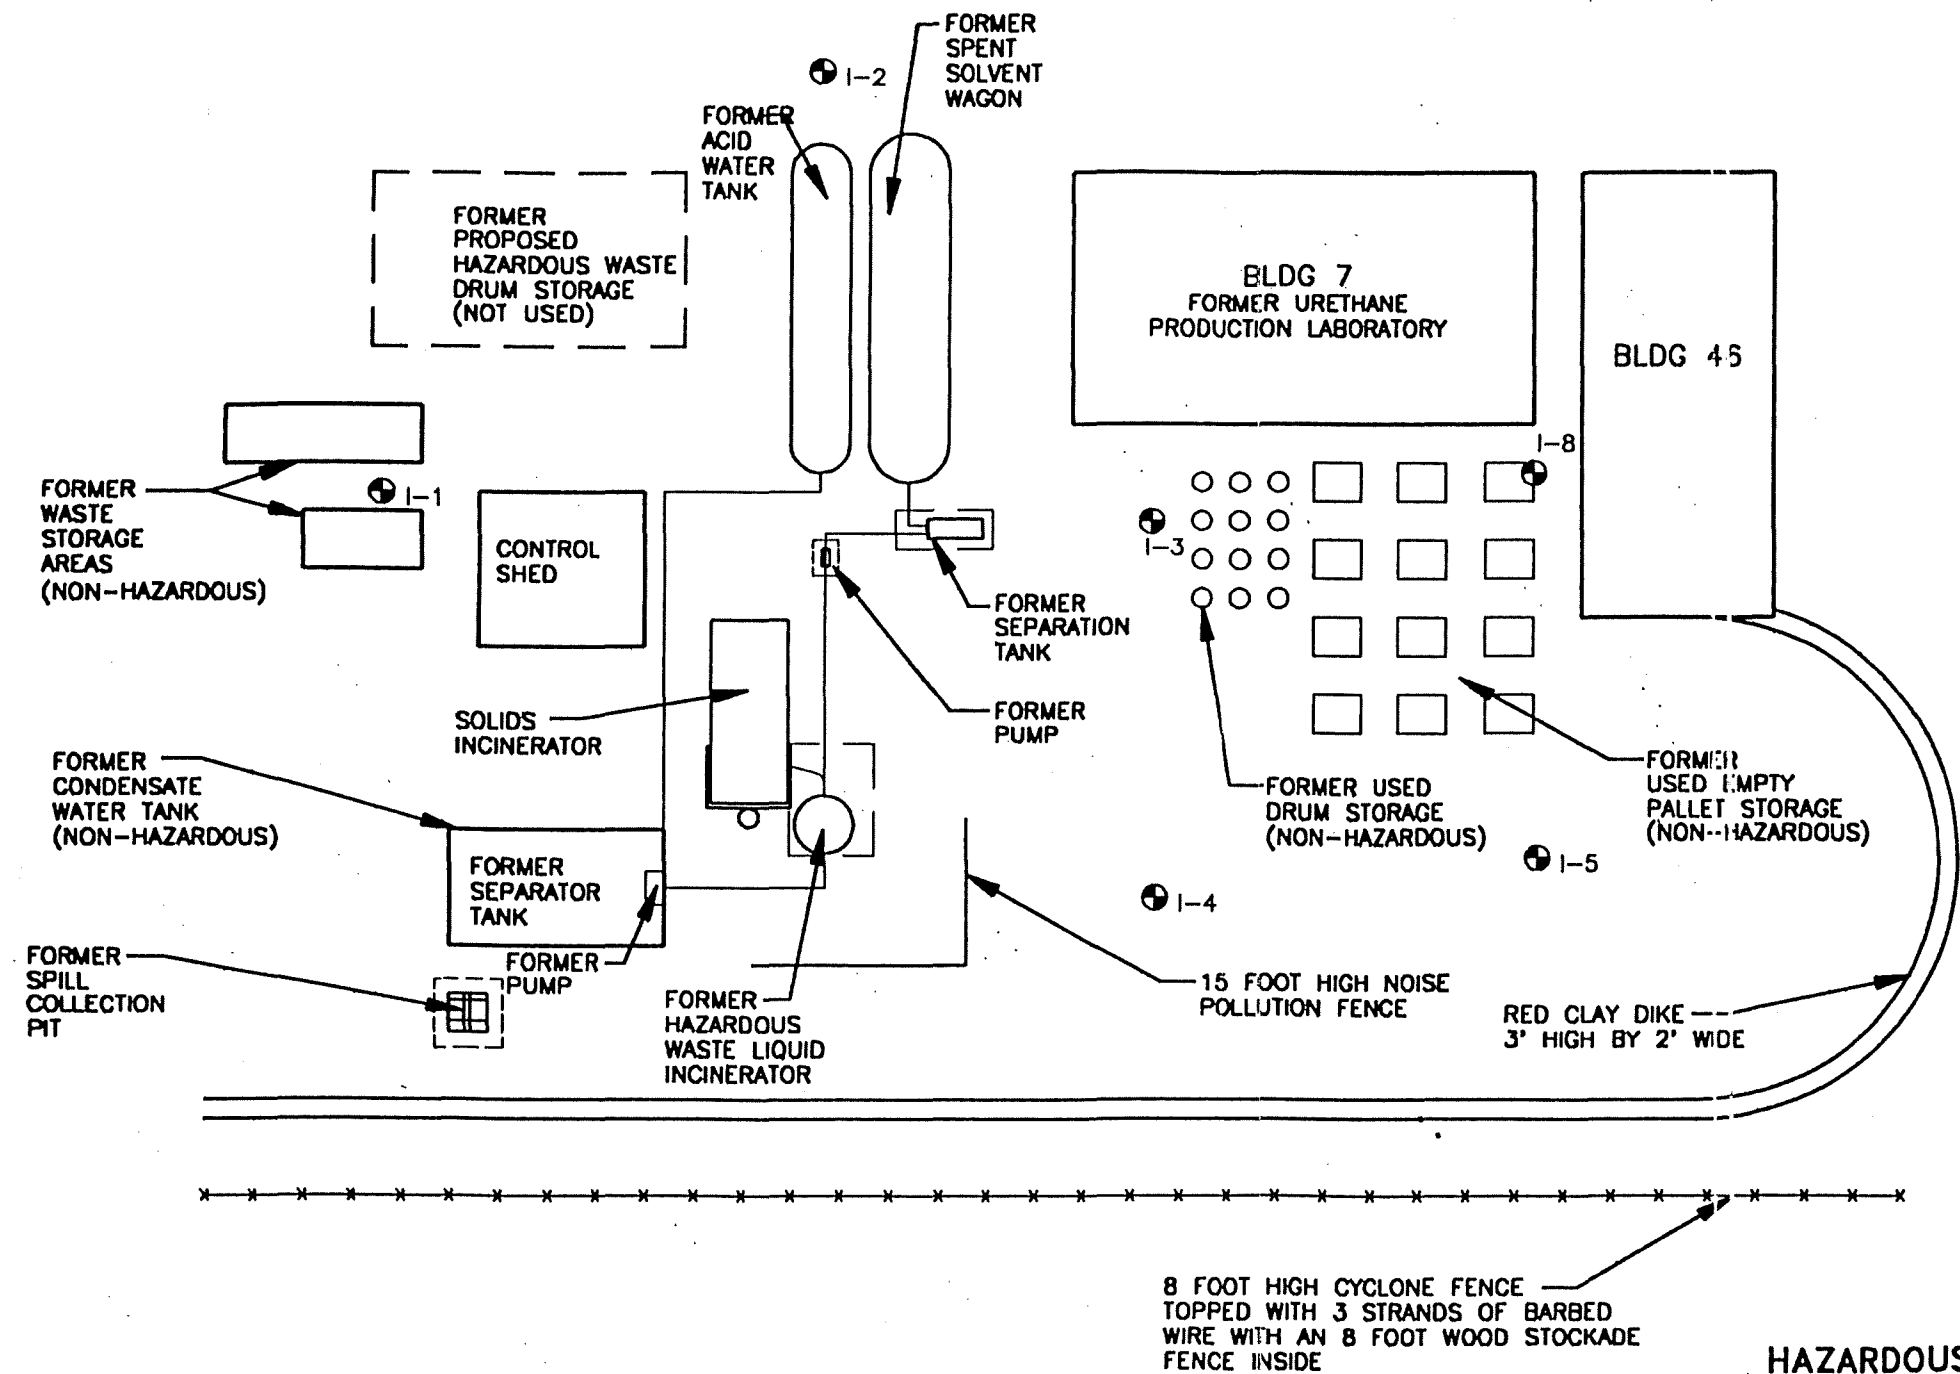 FORMER
SPENT
SOLVENT
WAGON
I-2
FORMER
ACID
WATER
TANK
FORMER
PROPOSED
HAZARDOUS WASTE
DRUM STORAGE
(NOT USED)
BLDG 7
FORMER URETHANE
PRODUCTION LABORATORY
BLDG 46
I-8
FORMER
WASTE
STORAGE
AREAS
(NON-HAZARDOUS)
I-1
CONTROL
SHED
I-3
FORMER
SEPARATION
TANK
SOLIDS
INCINERATOR
FORMER
PUMP
FORMER
CONDENSATE
WATER TANK
(NON-HAZARDOUS)
FORMER USED
DRUM STORAGE
(NON-HAZARDOUS)
FORMER
USED EMPTY
PALLET STORAGE
(NON-HAZARDOUS)
I-5
FORMER
SEPARATOR
TANK
I-4
FORMER
SPILL
COLLECTION
PIT
FORMER
PUMP
FORMER
HAZARDOUS
WASTE LIQUID
INCINERATOR
15 FOOT HIGH NOISE
POLLUTION FENCE
RED CLAY DIKE
3' HIGH BY 2' WIDE
8 FOOT HIGH CYCLONE FENCE
TOPPED WITH 3 STRANDS OF BARBED
WIRE WITH AN 8 FOOT WOOD STOCKADE
FENCE INSIDE
HAZARDOUS